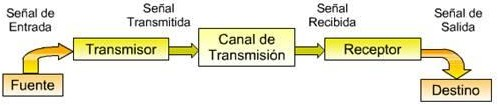 Señal de
Entrada
Señal
Transmitida
Señal
Recibida
Señal de
Salida
Transmisor
Canal de
Transmisión
Receptor
Fuente
Destino